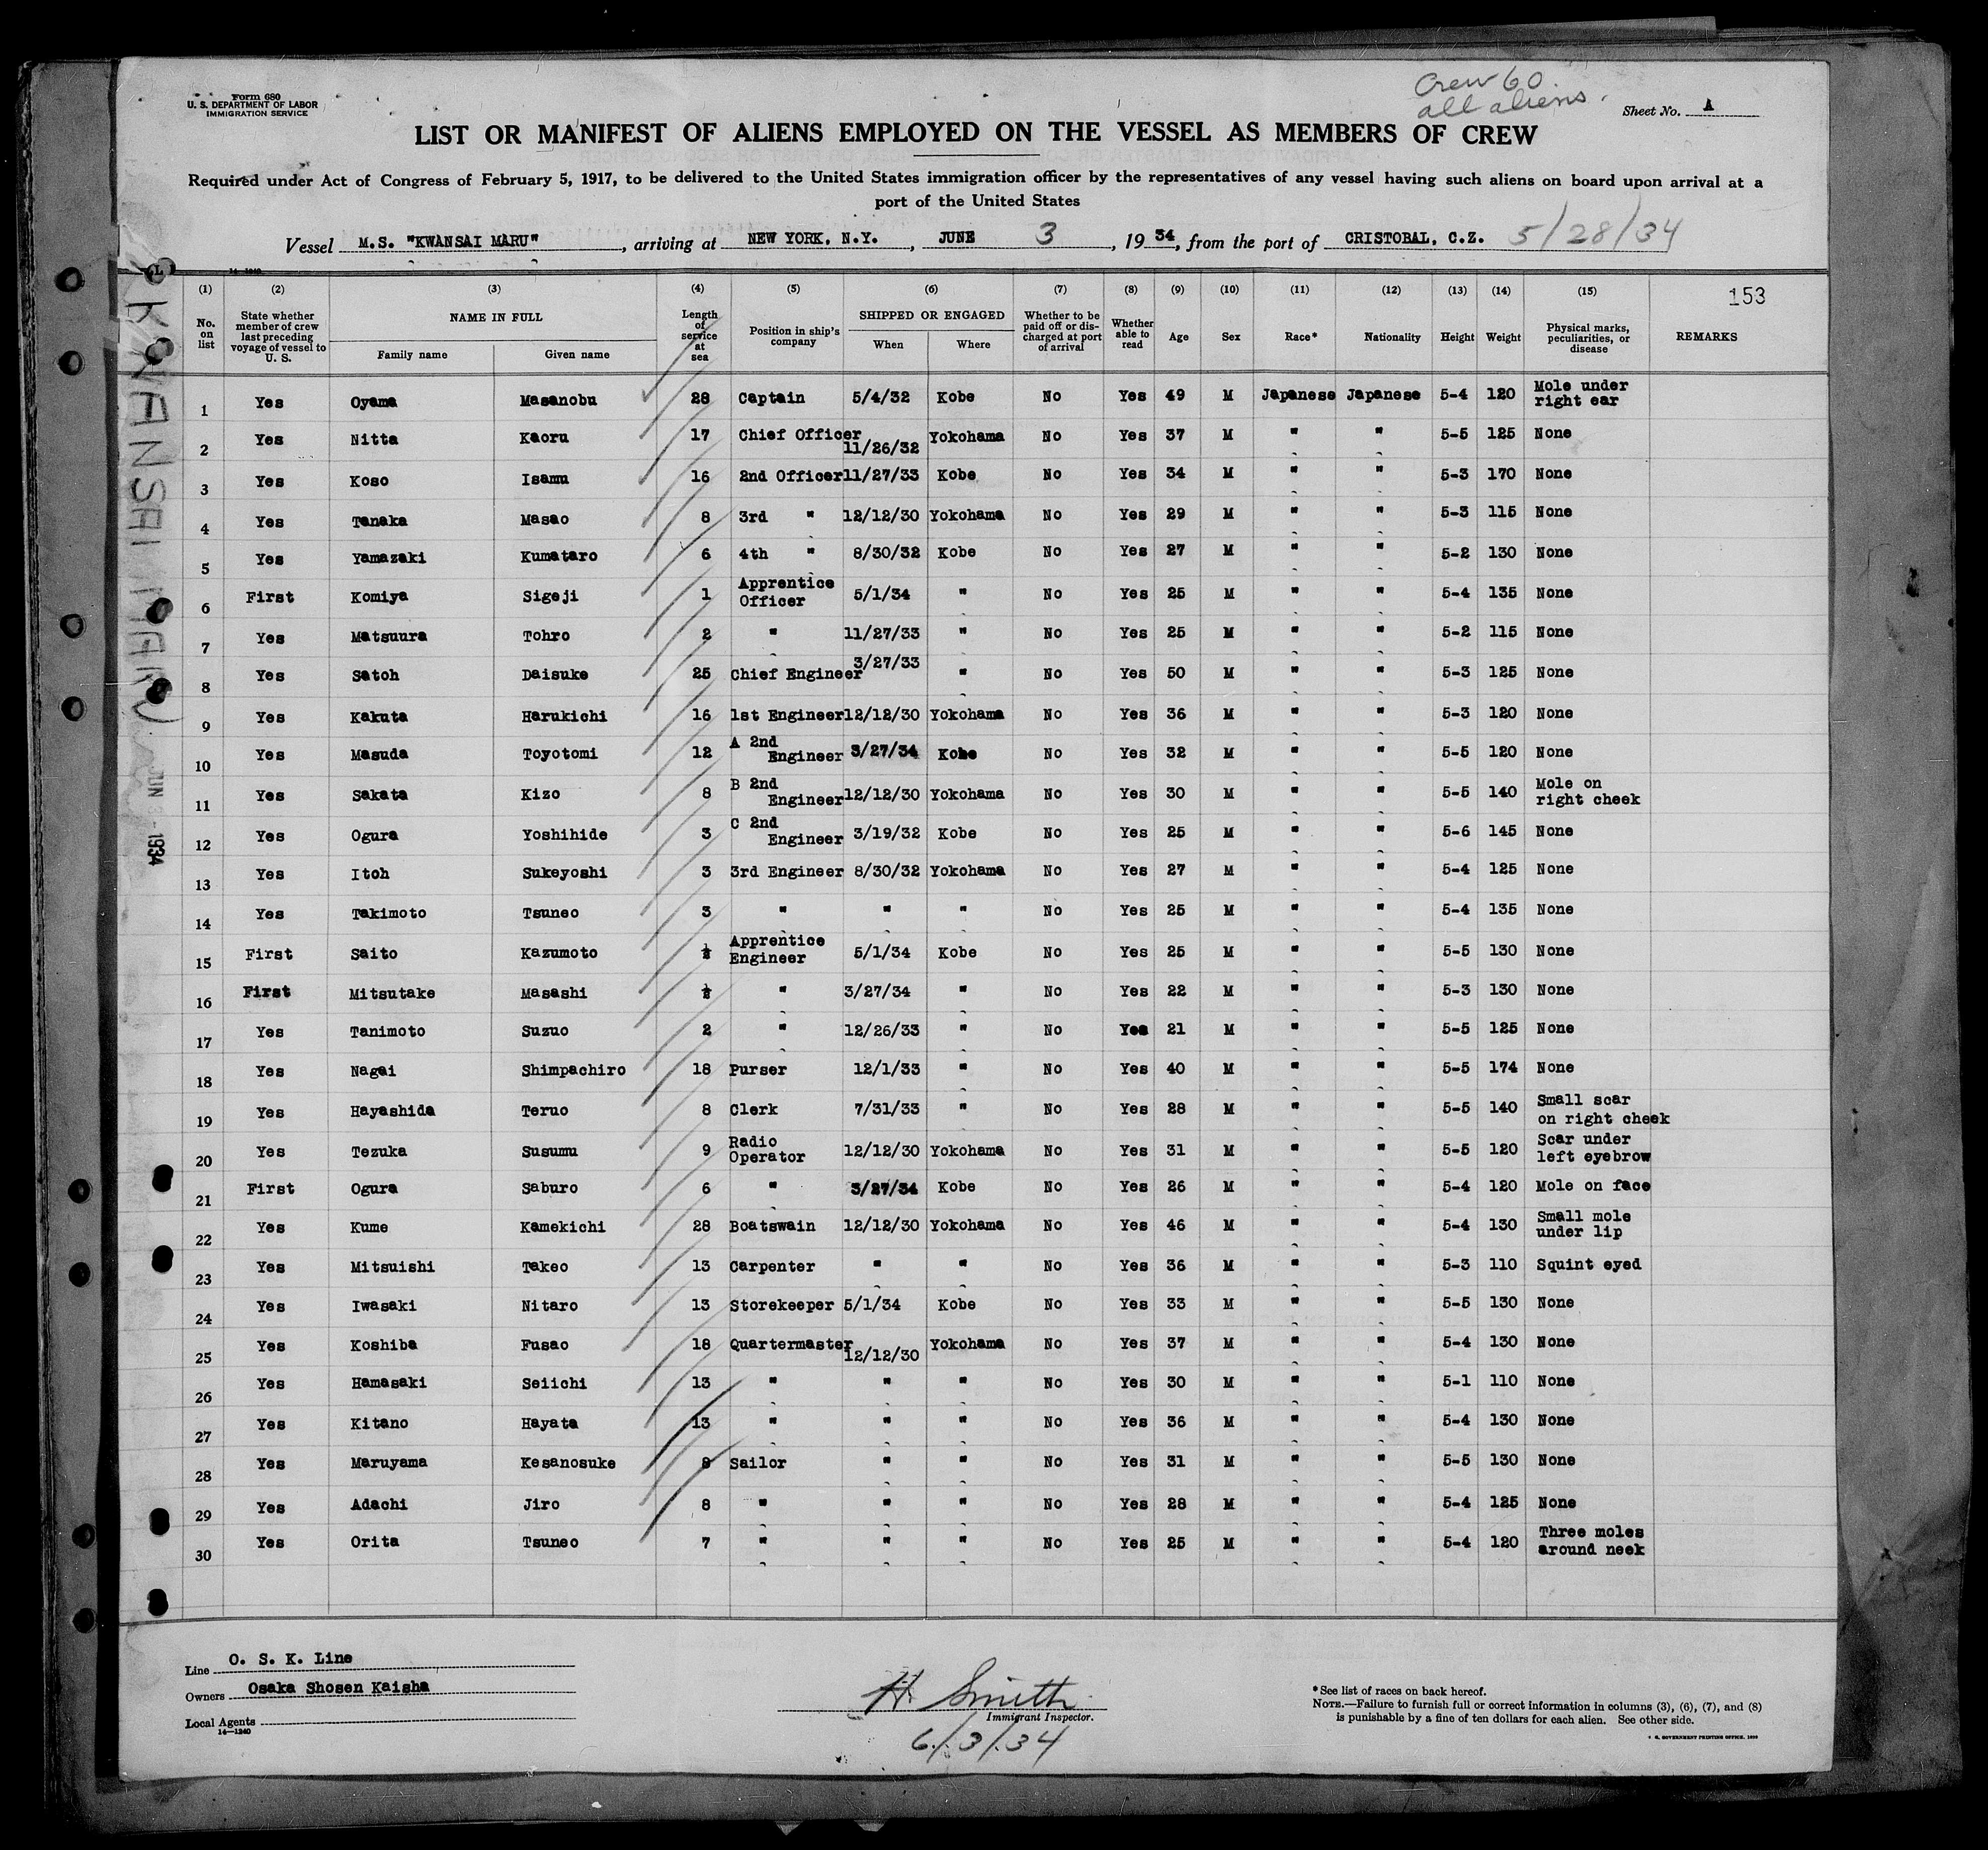 Form 680
U. S. DEPARTMENT OF LABOR
IMMIGRATION SERVICE
Crew 60
all aliens.
Sheet No. A
LIST OR MANIFEST OF ALIENS EMPLOYED ON THE VESSEL AS MEMBERS OF CREW
Required under Act of Congress of February 5, 1917, to be delivered to the United States immigration officer by the representatives of any vessel having such aliens on board upon arrival at a
port of the United States
Vessel M.S. "KWANSAI MARU", arriving at NEW YORK, N.Y., JUNE 3, 1934, from the port of CRISTOBAL, C.Z. 5/28/34
14-1240
KWANSAI MARU
JUN 3 - 1934
153
(1) No. on list
(2) State whether member of crew last preceding voyage of vessel to U. S.
(3) NAME IN FULL
Family name Given name
(4) Length of service at sea
(5) Position in ship's company
(6) SHIPPED OR ENGAGED
When Where
(7) Whether to be paid off or discharged at port of arrival
(8) Whether able to read
(9) Age
(10) Sex
(11) Race*
(12) Nationality
(13) Height
(14) Weight
(15) Physical marks, peculiarities, or disease
REMARKS
1 Yes Oyama Masanobu 28 Captain 5/4/32 Kobe No Yes 49 M Japanese Japanese 5-4 120 Mole under right ear
2 Yes Nitta Kaoru 17 Chief Officer 11/26/32 Yokohama No Yes 37 M " " 5-5 125 None
3 Yes Koso Isamu 16 2nd Officer 11/27/33 Kobe No Yes 34 M " " 5-3 170 None
4 Yes Tanaka Masao 8 3rd " 12/12/30 Yokohama No Yes 29 M " " 5-3 115 None
5 Yes Yamazaki Kumataro 6 4th " 8/30/32 Kobe No Yes 27 M " " 5-2 130 None
6 First Komiya Sigeji 1 Apprentice Officer 5/1/34 " No Yes 25 M " " 5-4 135 None
7 Yes Matsuura Tohro 2 " 11/27/33 " No Yes 25 M " " 5-2 115 None
8 Yes Satoh Daisuke 25 Chief Engineer 3/27/33 " No Yes 50 M " " 5-3 125 None
9 Yes Kakuta Harukichi 16 1st Engineer 12/12/30 Yokohama No Yes 36 M " " 5-3 120 None
10 Yes Masuda Toyotomi 12 A 2nd Engineer 3/27/34 Kobe No Yes 32 M " " 5-5 120 None
11 Yes Sakata Kizo 8 B 2nd Engineer 12/12/30 Yokohama No Yes 30 M " " 5-5 140 Mole on right cheek
12 Yes Ogura Yoshihide 3 C 2nd Engineer 3/19/32 Kobe No Yes 25 M " " 5-6 145 None
13 Yes Itoh Sukeyoshi 3 3rd Engineer 8/30/32 Yokohama No Yes 27 M " " 5-4 125 None
14 Yes Takimoto Tsuneo 3 " " " No Yes 25 M " " 5-4 135 None
15 First Saito Kazumoto ½ Apprentice Engineer 5/1/34 Kobe No Yes 25 M " " 5-5 130 None
16 First Mitsutake Masashi ½ " 3/27/34 " No Yes 22 M " " 5-3 130 None
17 Yes Tanimoto Suzuo 2 " 12/26/33 " No Yes 21 M " " 5-5 125 None
18 Yes Nagai Shimpachiro 18 Purser 12/1/33 " No Yes 40 M " " 5-5 174 None
19 Yes Hayashida Teruo 8 Clerk 7/31/33 " No Yes 28 M " " 5-5 140 Small scar on right cheek
20 Yes Tezuka Susumu 9 Radio Operator 12/12/30 Yokohama No Yes 31 M " " 5-5 120 Scar under left eyebrow
21 First Ogura Saburo 6 " 3/27/34 Kobe No Yes 26 M " " 5-4 120 Mole on face
22 Yes Kume Kamekichi 28 Boatswain 12/12/30 Yokohama No Yes 46 M " " 5-4 130 Small mole under lip
23 Yes Mitsuishi Takeo 13 Carpenter " " No Yes 36 M " " 5-3 110 Squint eyed
24 Yes Iwasaki Nitaro 13 Storekeeper 5/1/34 Kobe No Yes 33 M " " 5-5 130 None
25 Yes Koshiba Fusao 18 Quartermaster 12/12/30 Yokohama No Yes 37 M " " 5-4 130 None
26 Yes Hamasaki Seiichi 13 " " " No Yes 30 M " " 5-1 110 None
27 Yes Kitano Hayata 13 " " " No Yes 36 M " " 5-4 130 None
28 Yes Maruyama Kesanosuke 8 Sailor " " No Yes 31 M " " 5-5 130 None
29 Yes Adachi Jiro 8 " " " No Yes 28 M " " 5-4 125 None
30 Yes Orita Tsuneo 7 " " " No Yes 25 M " " 5-4 120 Three moles around neek
Line O. S. K. Line
Owners Osaka Shosen Kaisha
Local Agents
14-1240
H Smith
Immigrant Inspector.
6/3/34
*See list of races on back hereof.
NOTE.—Failure to furnish full or correct information in columns (3), (6), (7), and (8)
is punishable by a fine of ten dollars for each alien. See other side.
GOVERNMENT PRINTING OFFICE